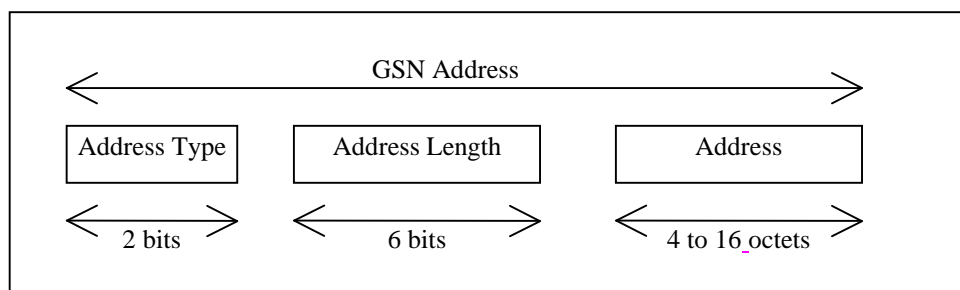 GSN Address
Address Type Address Length Address
2 bits 6 bits 4 to 16 octets